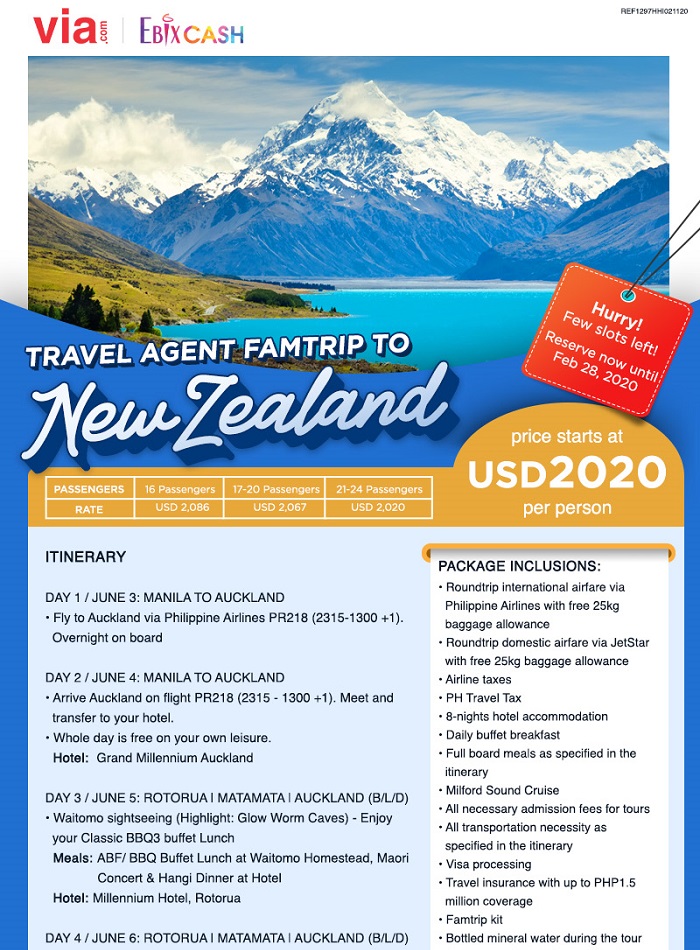 REF1297HHI021120
via.com | EBIXCASH
Hurry!
Few slots left!
Reserve now until
Feb 28, 2020
TRAVEL AGENT FAMTRIP TO
New Zealand
price starts at
USD2020
per person
PASSENGERS 16 Passengers 17-20 Passengers 21-24 Passengers
RATE USD 2,086 USD 2,067 USD 2,020
ITINERARY
DAY 1 / JUNE 3: MANILA TO AUCKLAND
• Fly to Auckland via Philippine Airlines PR218 (2315-1300 +1).
Overnight on board
DAY 2 / JUNE 4: MANILA TO AUCKLAND
• Arrive Auckland on flight PR218 (2315 - 1300 +1). Meet and
transfer to your hotel.
• Whole day is free on your own leisure.
Hotel: Grand Millennium Auckland
DAY 3 / JUNE 5: ROTORUA I MATAMATA I AUCKLAND (B/L/D)
• Waitomo sightseeing (Highlight: Glow Worm Caves) - Enjoy
your Classic BBQ3 buffet Lunch
Meals: ABF/ BBQ Buffet Lunch at Waitomo Homestead, Maori
Concert & Hangi Dinner at Hotel
Hotel: Millennium Hotel, Rotorua
DAY 4 / JUNE 6: ROTORUA I MATAMATA I AUCKLAND (B/L/D)
PACKAGE INCLUSIONS:
• Roundtrip international airfare via
Philippine Airlines with free 25kg
baggage allowance
• Roundtrip domestic airfare via JetStar
with free 25kg baggage allowance
• Airline taxes
• PH Travel Tax
• 8-nights hotel accommodation
• Daily buffet breakfast
• Full board meals as specified in the
itinerary
• Milford Sound Cruise
• All necessary admission fees for tours
• All transportation necessity as
specified in the itinerary
• Visa processing
• Travel insurance with up to PHP1.5
million coverage
• Famtrip kit
• Bottled mineral water during the tour